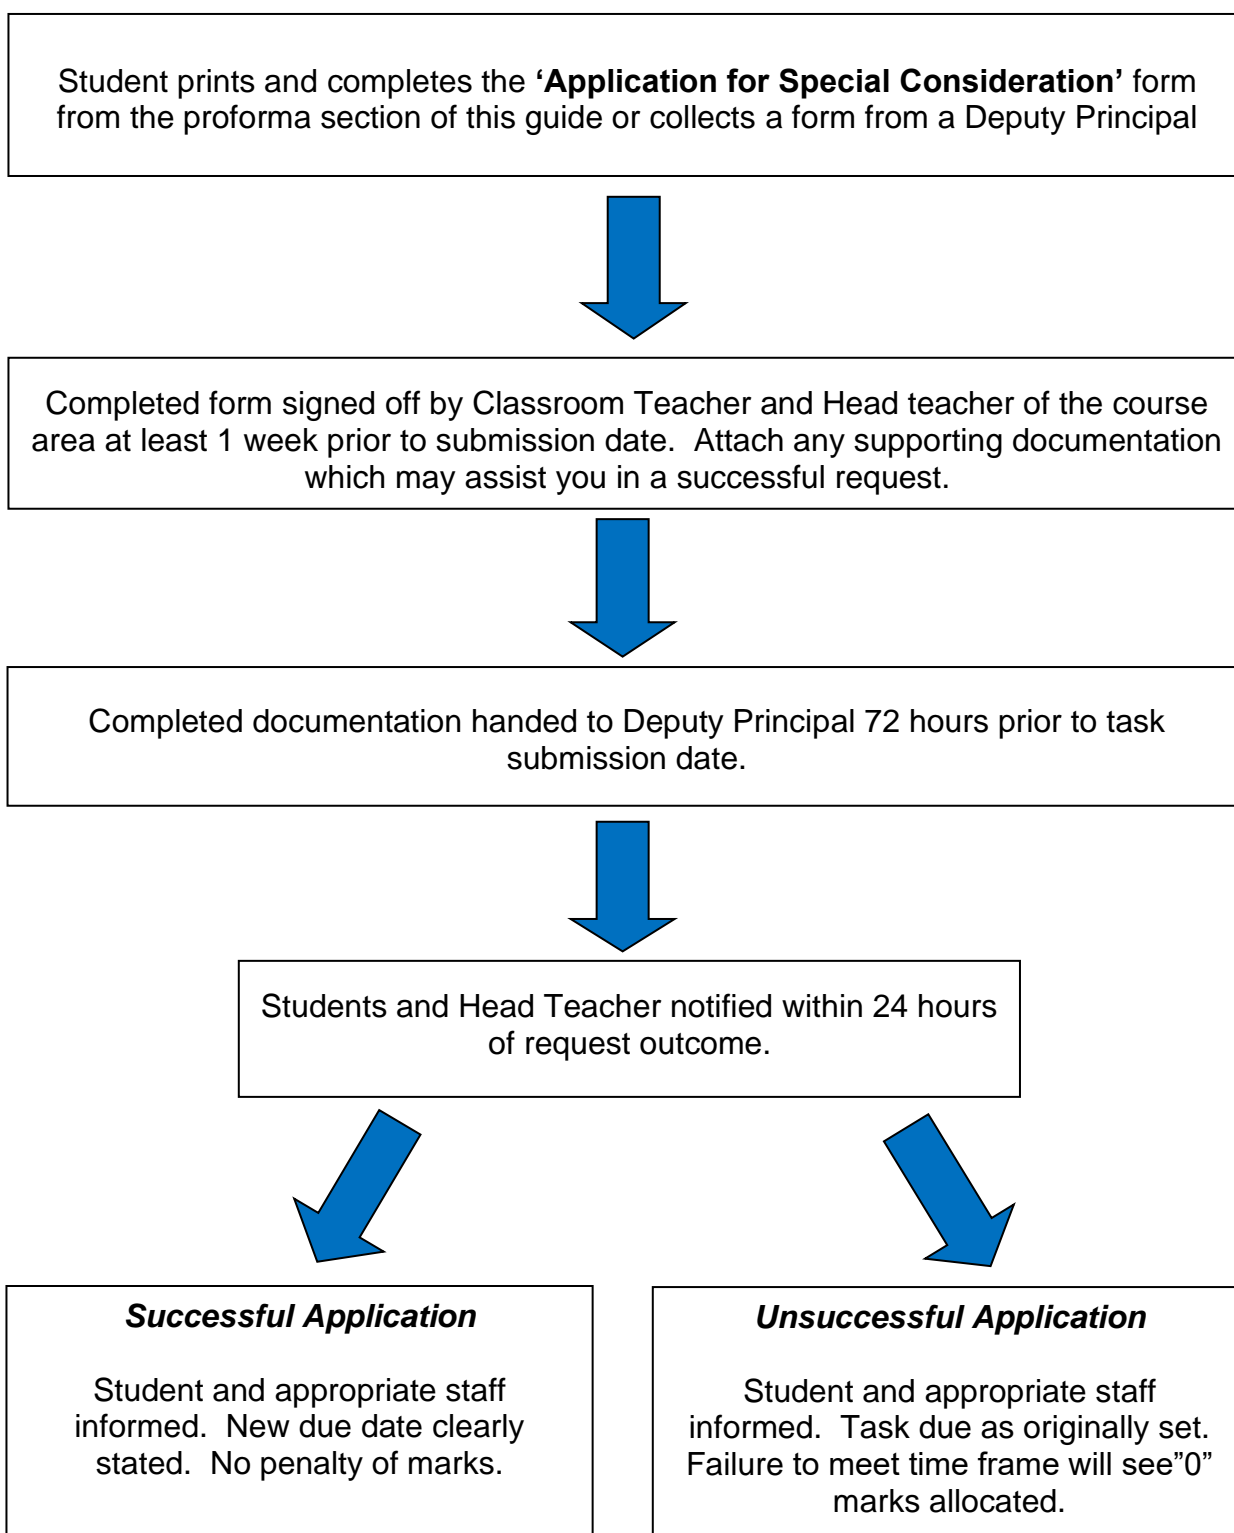 Student prints and completes the ‘Application for Special Consideration’ form
from the proforma section of this guide or collects a form from a Deputy Principal
Completed form signed off by Classroom Teacher and Head teacher of the course
area at least 1 week prior to submission date.  Attach any supporting documentation
which may assist you in a successful request.
Completed documentation handed to Deputy Principal 72 hours prior to task
submission date.
Students and Head Teacher notified within 24 hours
of request outcome.
Successful Application
Student and appropriate staff
informed.  New due date clearly
stated.  No penalty of marks.
Unsuccessful Application
Student and appropriate staff
informed.  Task due as originally set.
Failure to meet time frame will see”0”
marks allocated.